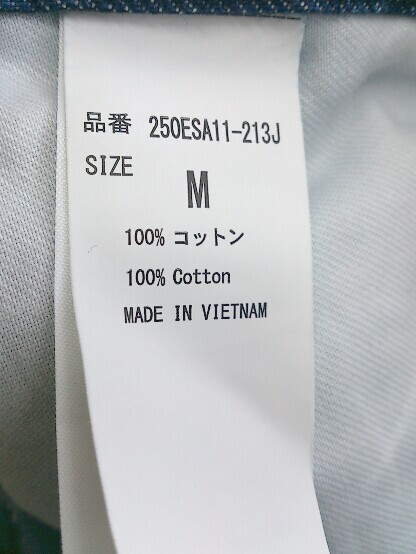 品番 250ESA11-213J
SIZE
M
100% コットン
100% Cotton
MADE IN VIETNAM